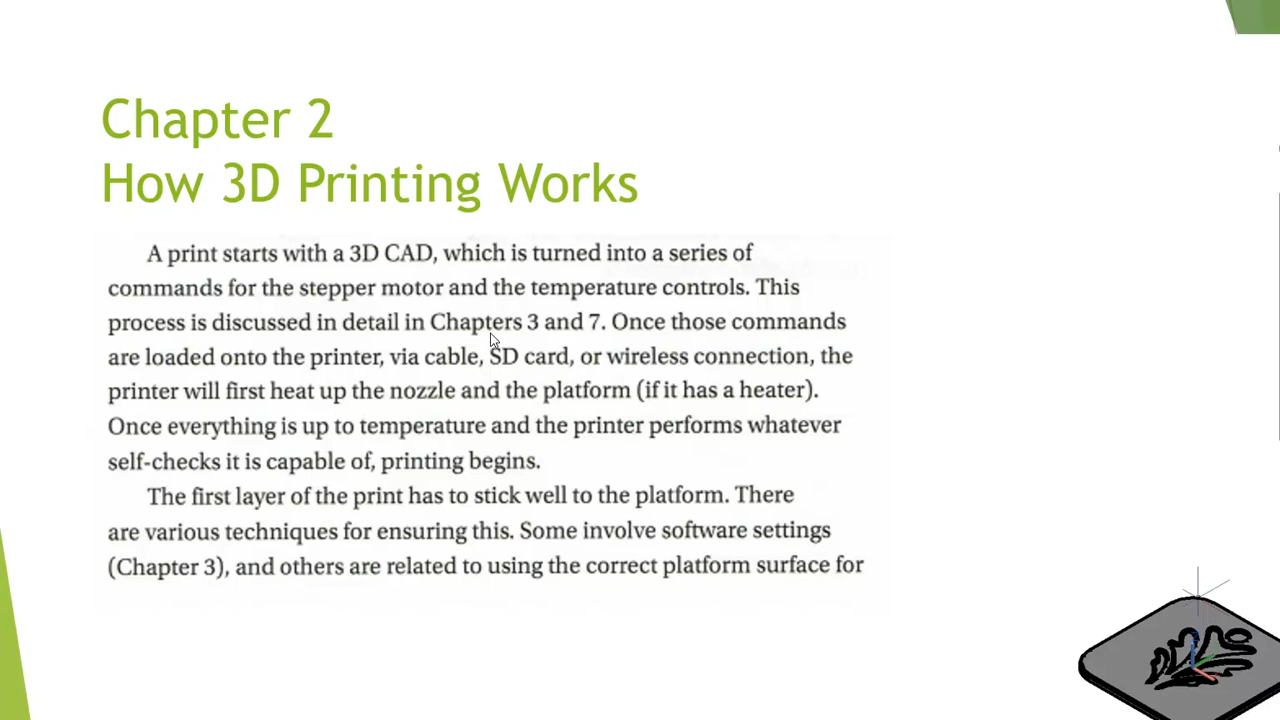 Chapter 2
How 3D Printing Works
A print starts with a 3D CAD, which is turned into a series of
commands for the stepper motor and the temperature controls. This
process is discussed in detail in Chapters 3 and 7. Once those commands
are loaded onto the printer, via cable, SD card, or wireless connection, the
printer will first heat up the nozzle and the platform (if it has a heater).
Once everything is up to temperature and the printer performs whatever
self-checks it is capable of, printing begins.
The first layer of the print has to stick well to the platform. There
are various techniques for ensuring this. Some involve software settings
(Chapter 3), and others are related to using the correct platform surface for